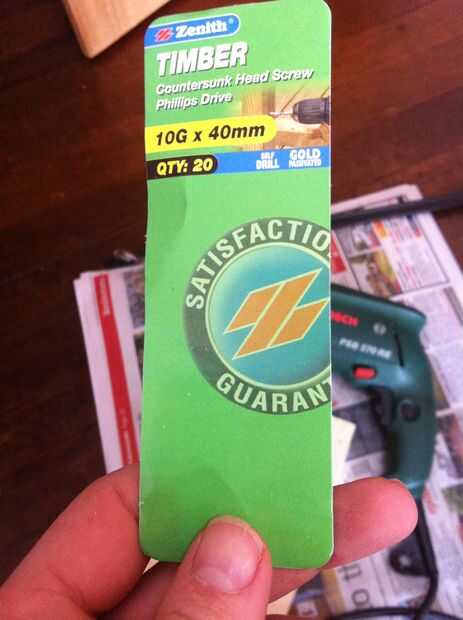 Zenith®
TIMBER
Countersunk Head Screw
Phillips Drive
10G x 40mm
QTY: 20
SELF
DRILL
GOLD
PASSIVATED
SATISFACTIO
GUARANT
BOSCH
PSB 570 RE